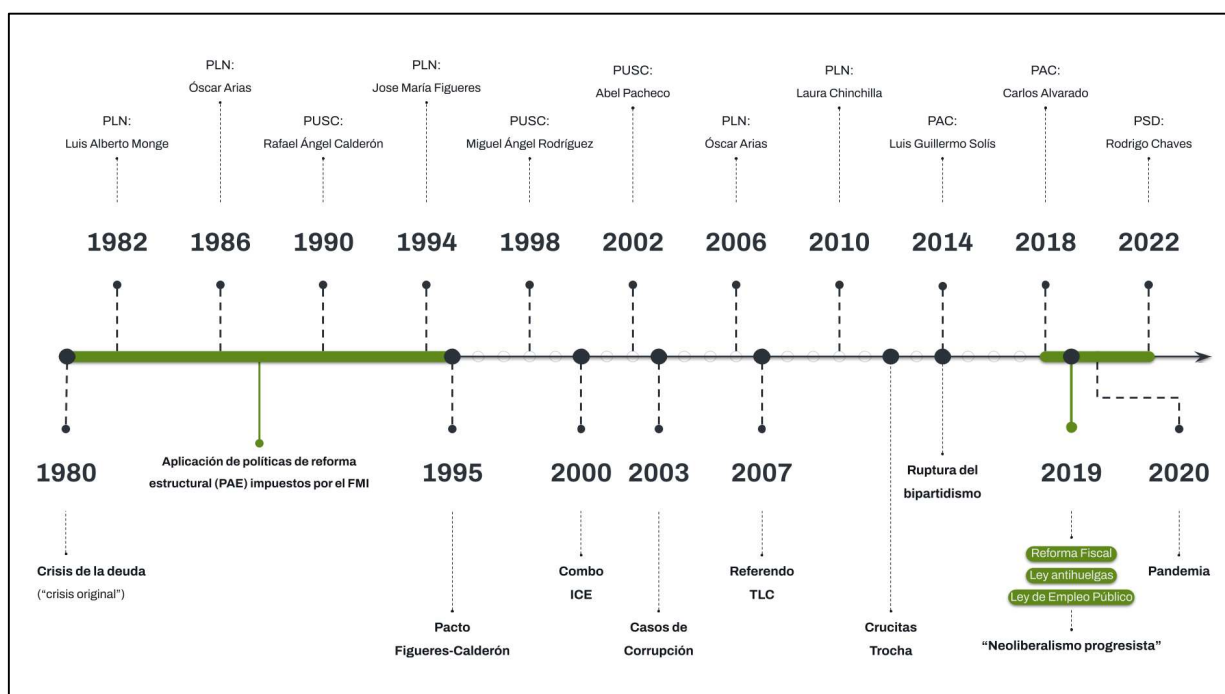 PLN:
Óscar Arias
PLN:
Jose María Figueres
PUSC:
Abel Pacheco
PLN:
Laura Chinchilla
PAC:
Carlos Alvarado
PLN:
Luis Alberto Monge
PUSC:
Rafael Ángel Calderón
PUSC:
Miguel Ángel Rodríguez
PLN:
Óscar Arias
PAC:
Luis Guillermo Solís
PSD:
Rodrigo Chaves
1982
1986
1990
1994
1998
2002
2006
2010
2014
2018
2022
1980
Crisis de la deuda
(“crisis original”)
Aplicación de políticas de reforma
estructural (PAE) impuestos por el FMI
1995
Pacto
Figueres-Calderón
2000
Combo
ICE
2003
Casos de
Corrupción
2007
Referendo
TLC
Crucitas
Trocha
Ruptura del
bipartidismo
2019
Reforma Fiscal
Ley antihuelgas
Ley de Empleo Público
“Neoliberalismo progresista”
2020
Pandemia